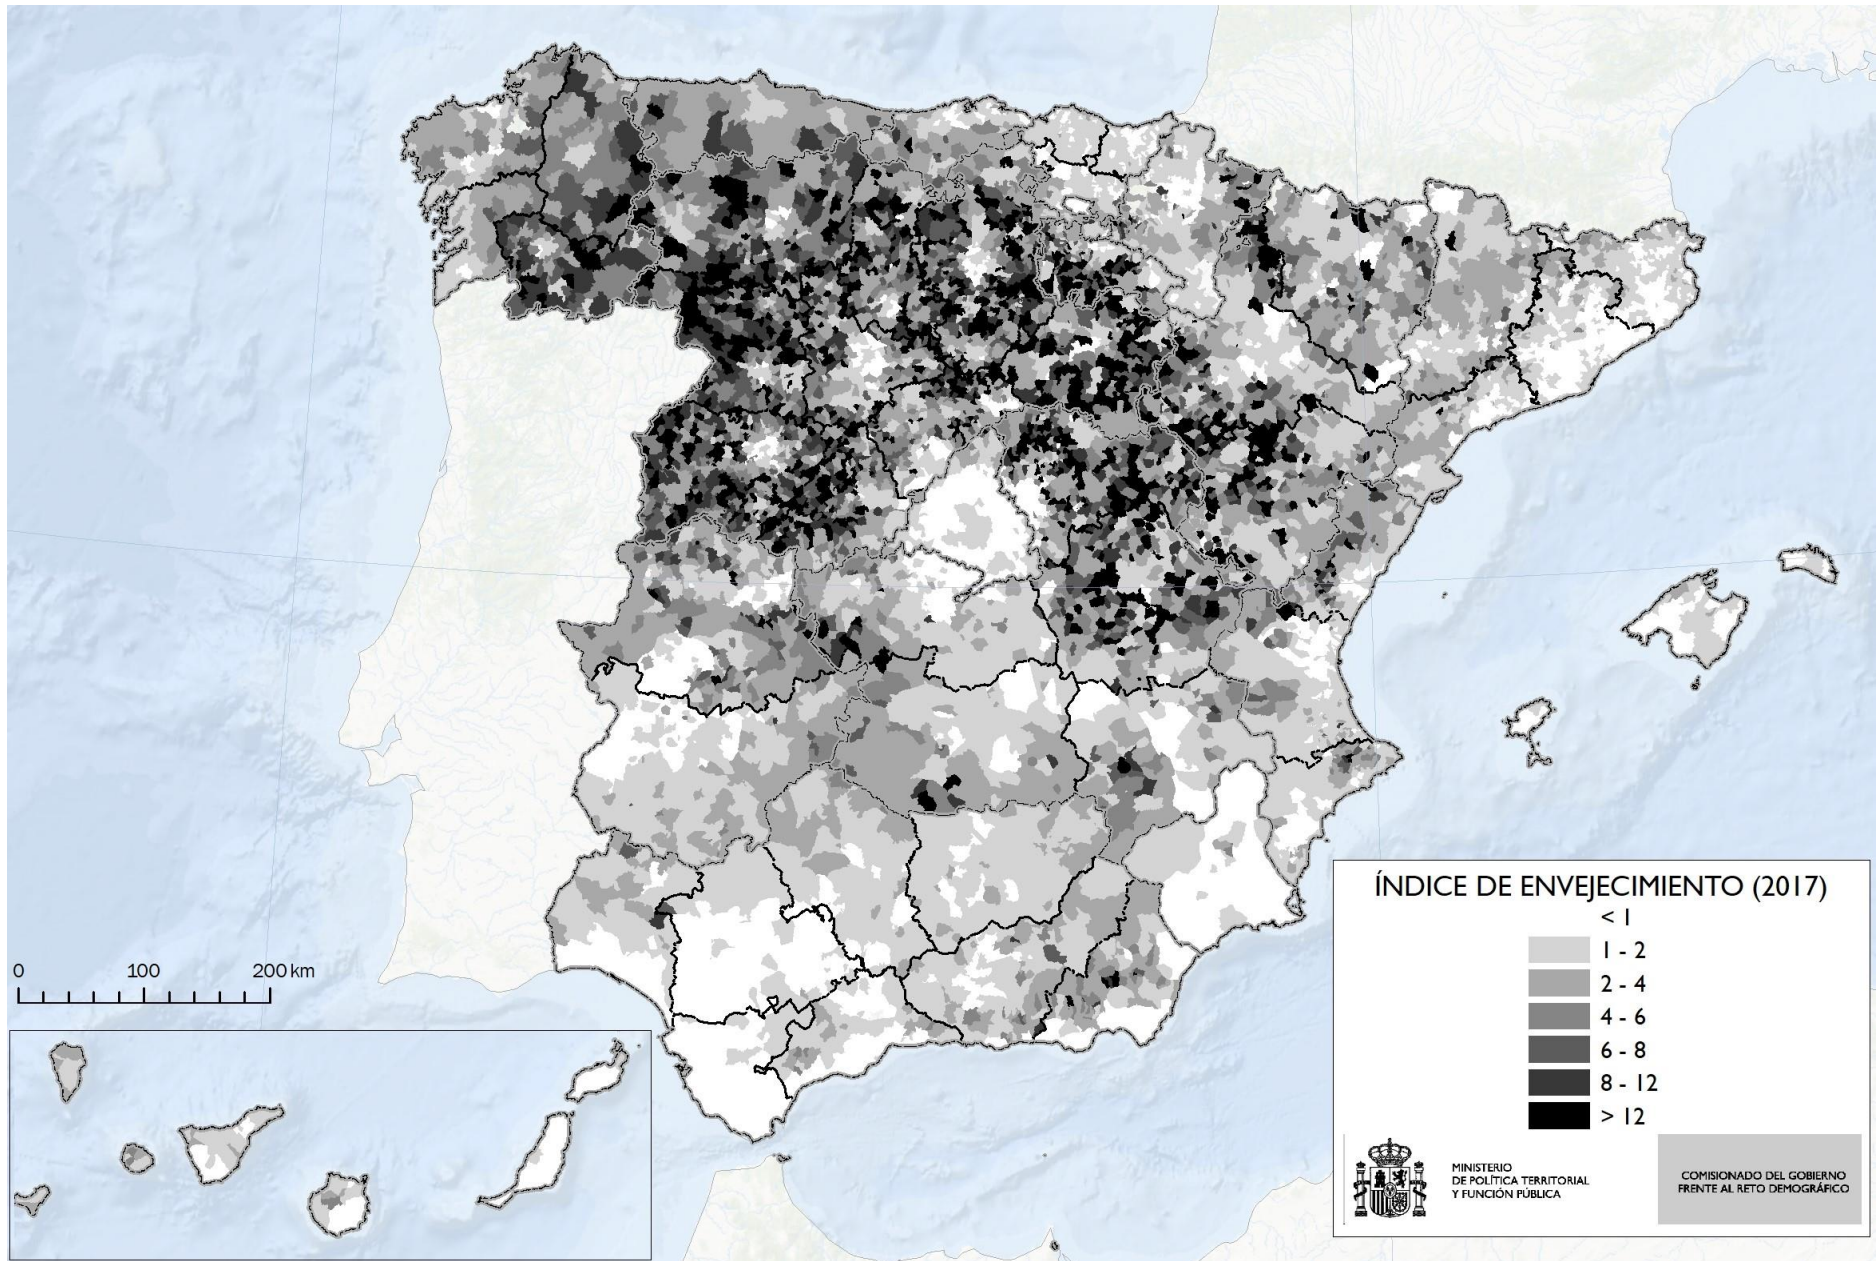 ÍNDICE DE ENVEJECIMIENTO (2017)
< 1
1 - 2
2 - 4
4 - 6
6 - 8
8 - 12
> 12
0 100 200 km
MINISTERIO
DE POLÍTICA TERRITORIAL
Y FUNCIÓN PÚBLICA
COMISIONADO DEL GOBIERNO
FRENTE AL RETO DEMOGRÁFICO